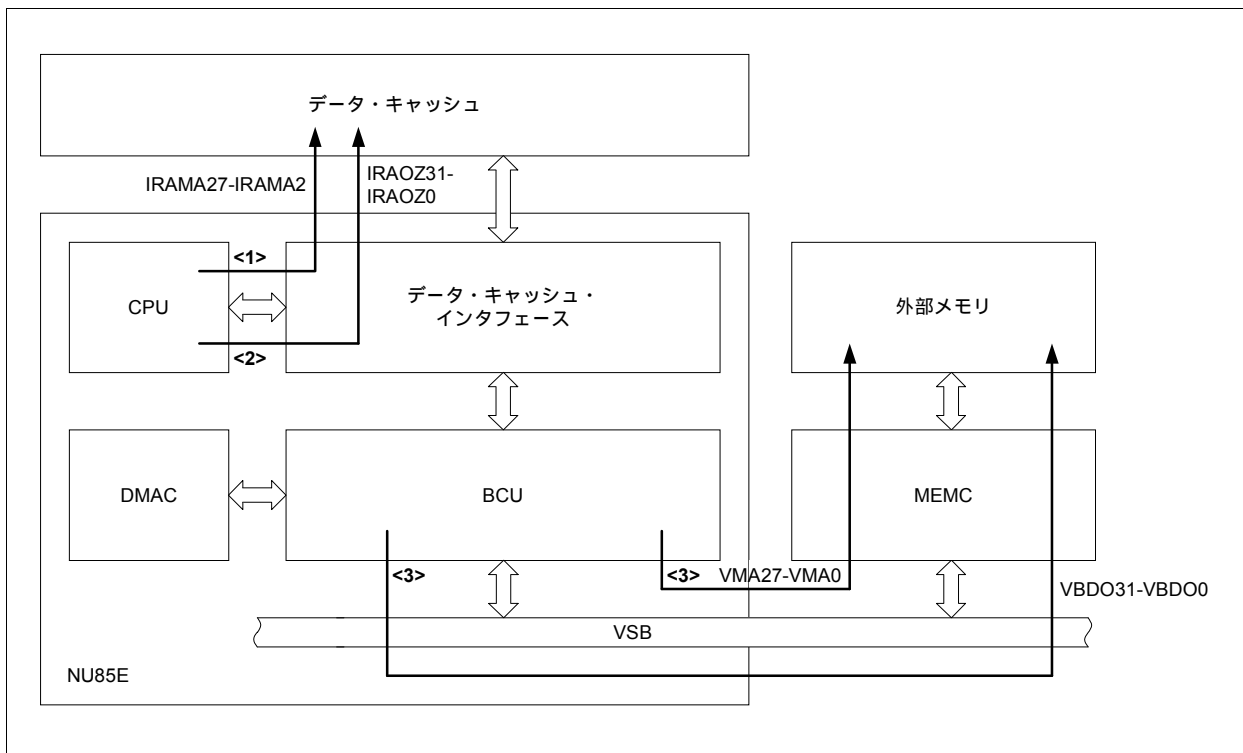 データ・キャッシュ
IRAMA27-IRAMA2
IRAOZ31-
IRAOZ0
<1>
CPU
<2>
データ・キャッシュ・
インタフェース
外部メモリ
DMAC
BCU
MEMC
<3>
<3>
VMA27-VMA0
VBDO31-VBDO0
VSB
NU85E